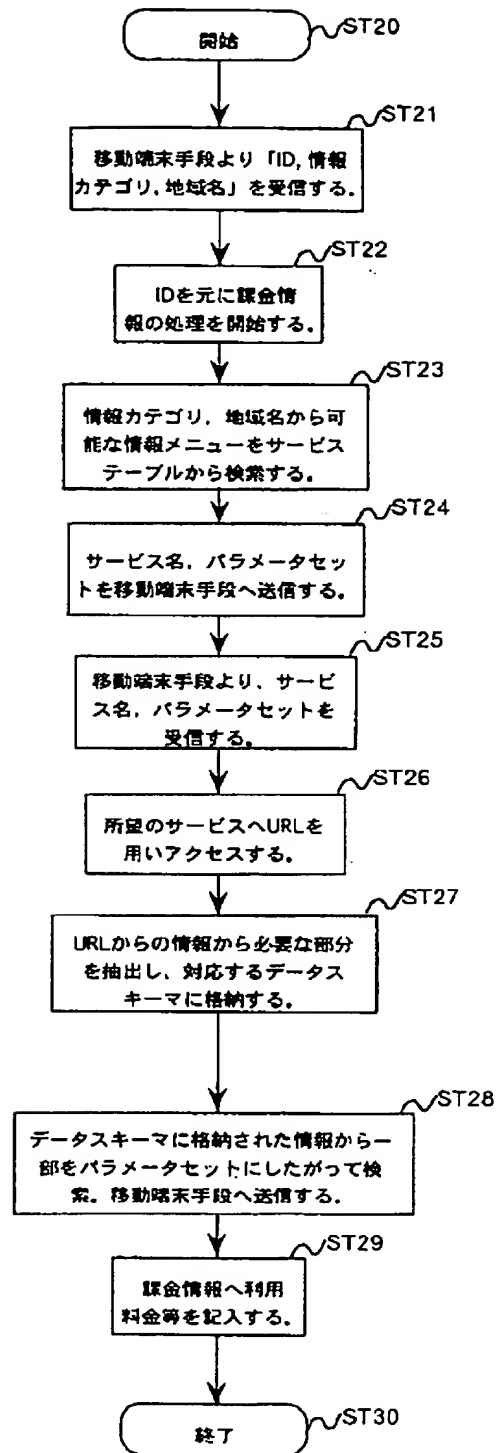 開始
ST20
ST21
移動端末手段より「ID, 情報
カテゴリ, 地域名」を受信する。
ST22
IDを元に課金情
報の処理を開始する。
ST23
情報カテゴリ, 地域名から可
能な情報メニューをサービス
テーブルから検索する。
ST24
サービス名, パラメータセッ
トを移動端末手段へ送信する。
ST25
移動端末手段より、サービ
ス名, パラメータセットを
受信する。
ST26
所望のサービスへURLを
用いアクセスする。
ST27
URLからの情報から必要な部分
を抽出し、対応するデータス
キーマに格納する。
ST28
データスキーマに格納された情報から一
部をパラメータセットにしたがって検
索。移動端末手段へ送信する。
ST29
課金情報へ利用
料金等を記入する。
終了
ST30